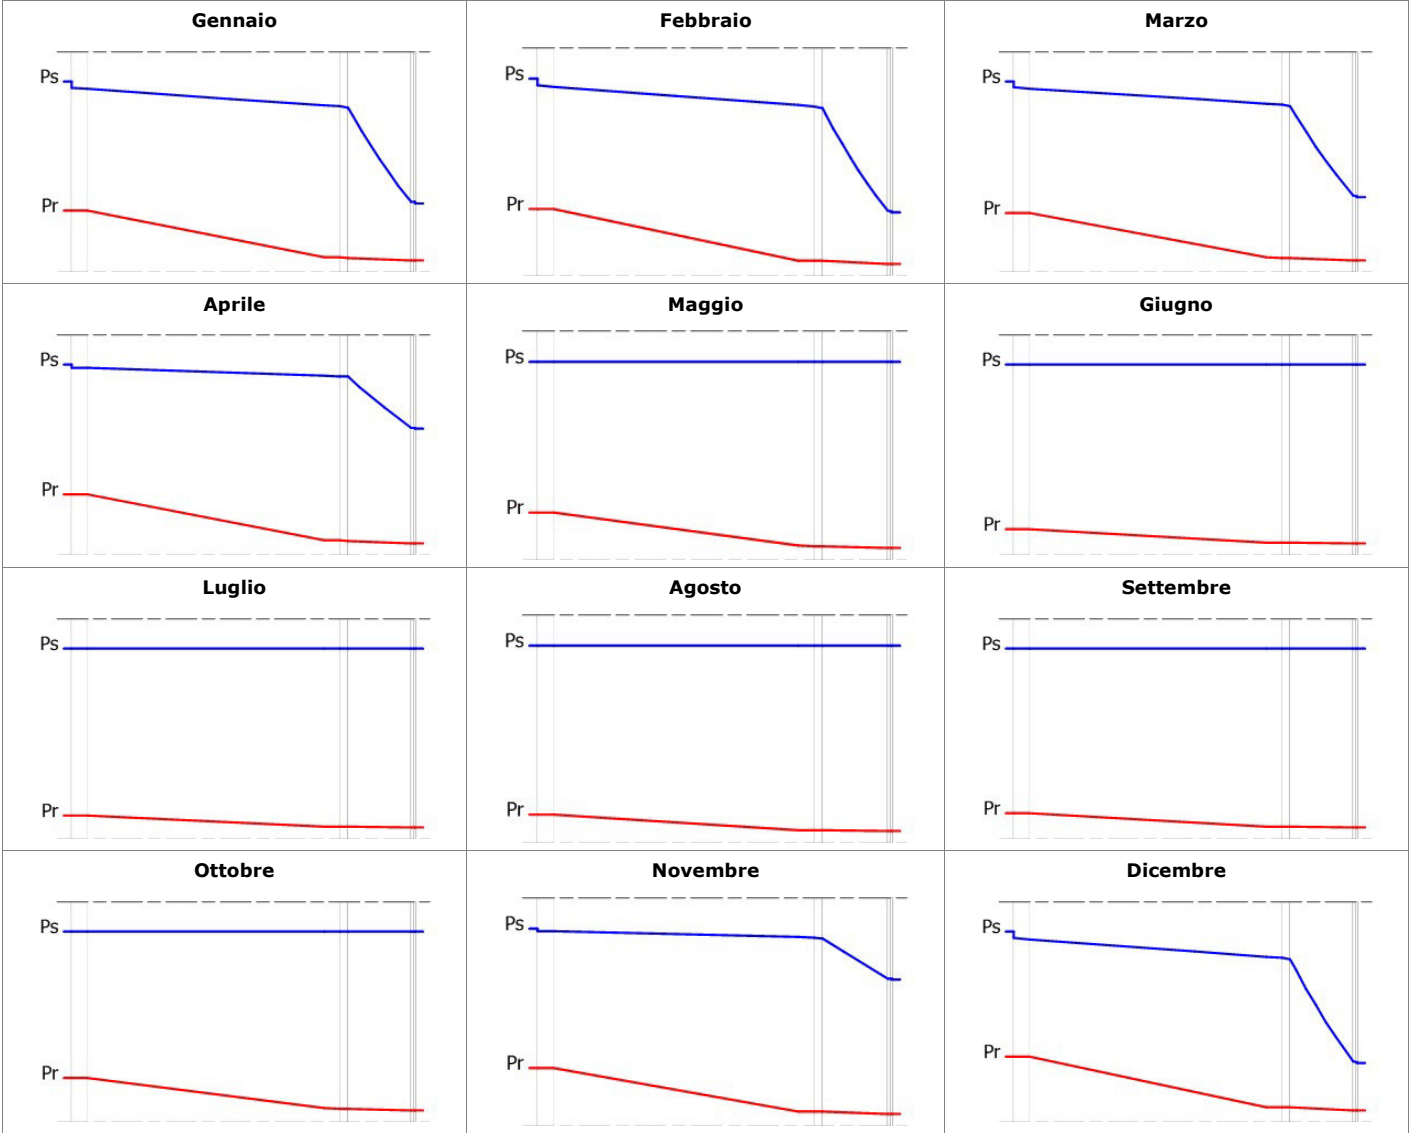 Gennaio
Febbraio
Marzo
Ps
Ps
Ps
Pr
Pr
Pr
Aprile
Maggio
Giugno
Ps
Ps
Ps
Pr
Pr
Pr
Luglio
Agosto
Settembre
Ps
Ps
Ps
Pr
Pr
Pr
Ottobre
Novembre
Dicembre
Ps
Ps
Ps
Pr
Pr
Pr